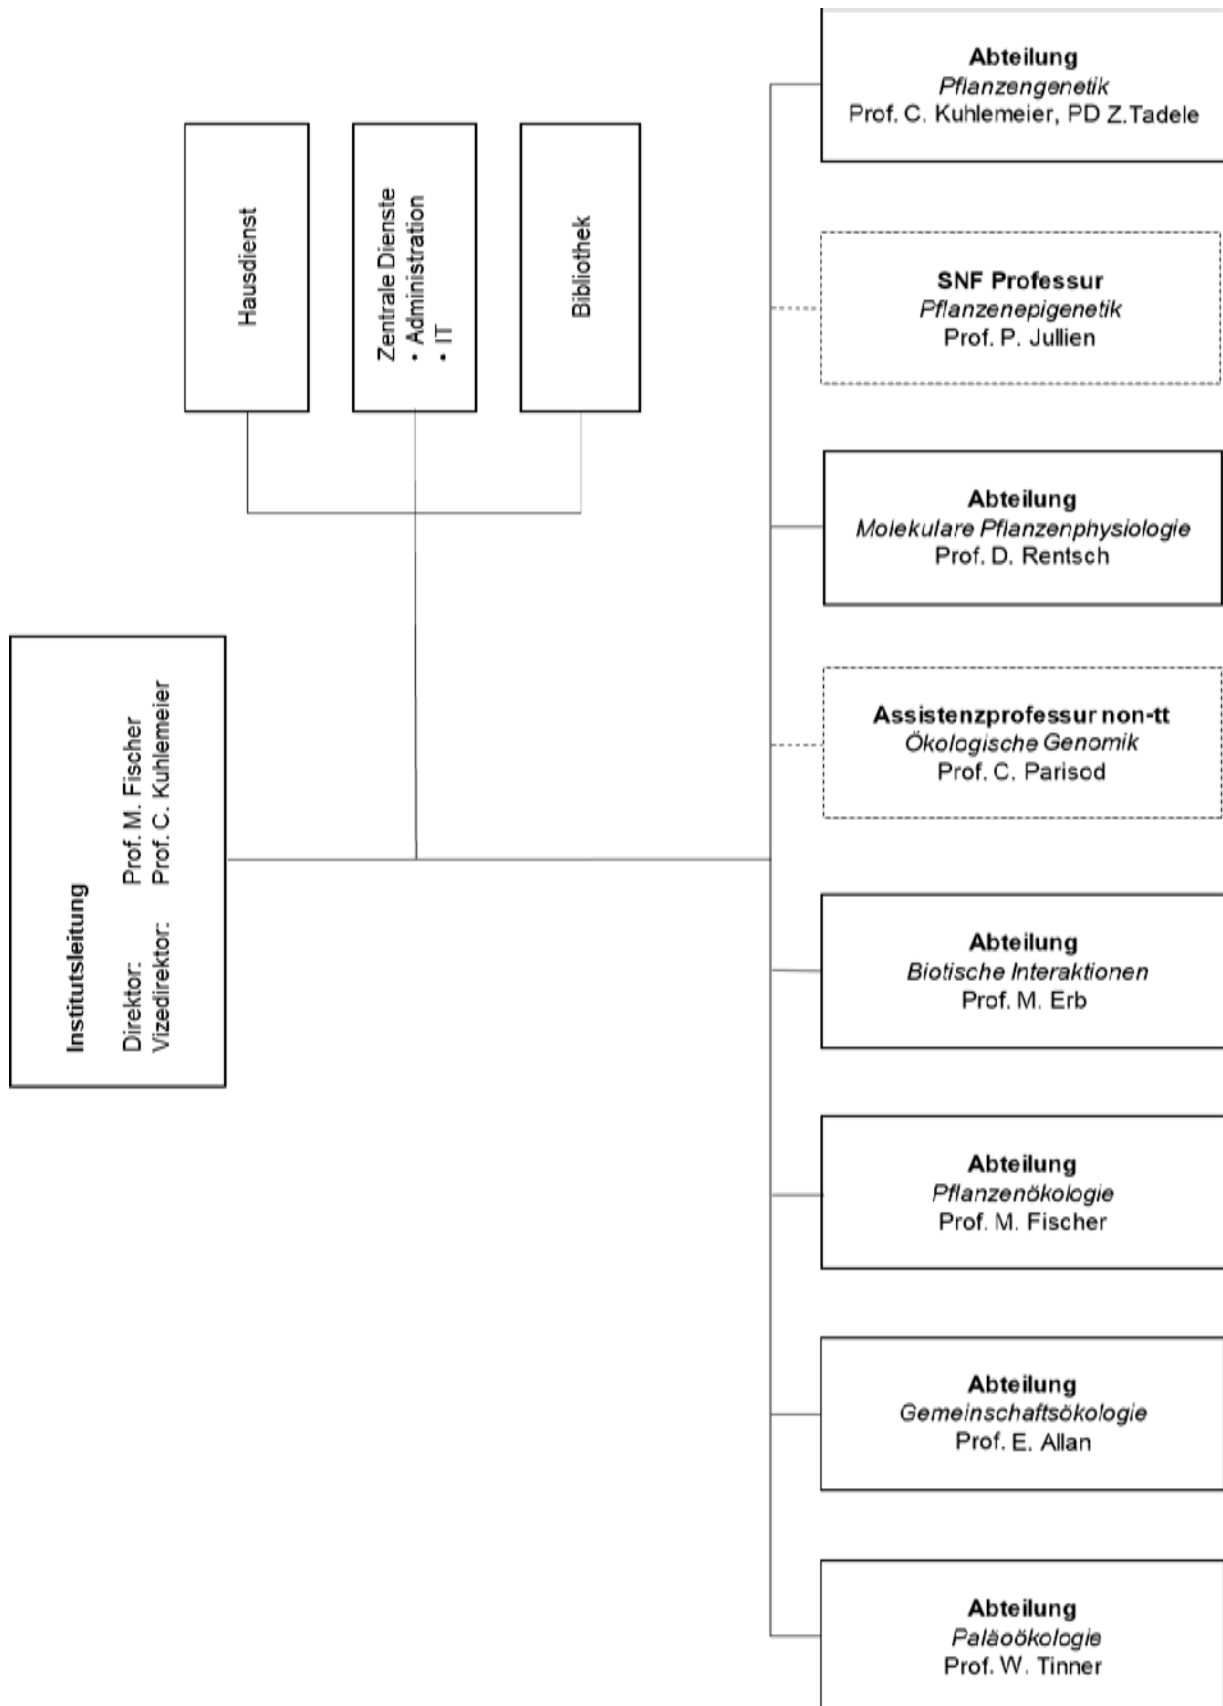 Institutsleitung
Direktor: Prof. M. Fischer
Vizedirektor: Prof. C. Kuhlemeier
Hausdienst
Zentrale Dienste
• Administration
• IT
Bibliothek
Abteilung
Pflanzengenetik
Prof. C. Kuhlemeier, PD Z.Tadele
SNF Professur
Pflanzenepigenetik
Prof. P. Jullien
Abteilung
Molekulare Pflanzenphysiologie
Prof. D. Rentsch
Assistenzprofessur non-tt
Ökologische Genomik
Prof. C. Parisod
Abteilung
Biotische Interaktionen
Prof. M. Erb
Abteilung
Pflanzenökologie
Prof. M. Fischer
Abteilung
Gemeinschaftsökologie
Prof. E. Allan
Abteilung
Paläoökologie
Prof. W. Tinner